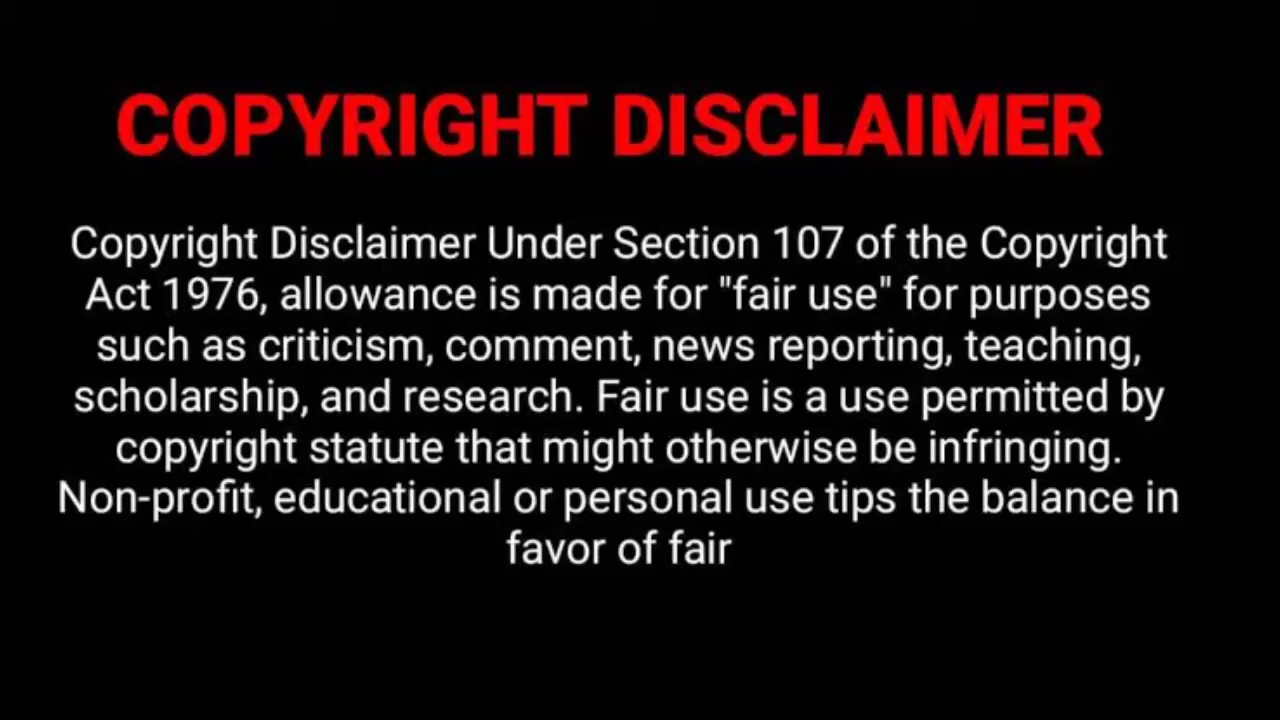 COPYRIGHT DISCLAIMER
Copyright Disclaimer Under Section 107 of the Copyright
Act 1976, allowance is made for "fair use" for purposes
such as criticism, comment, news reporting, teaching,
scholarship, and research. Fair use is a use permitted by
copyright statute that might otherwise be infringing.
Non-profit, educational or personal use tips the balance in
favor of fair